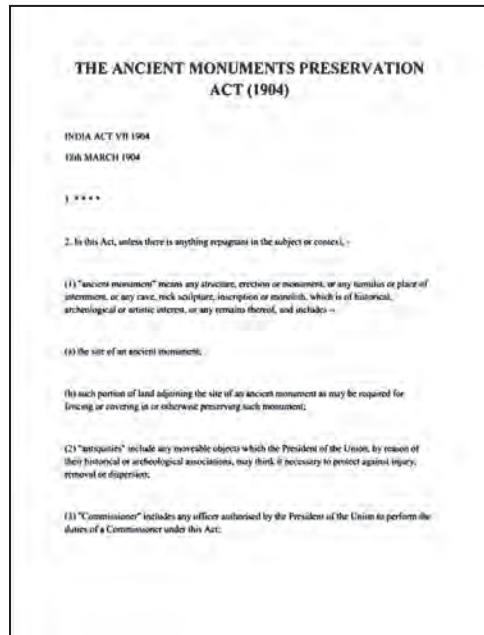 THE ANCIENT MONUMENTS PRESERVATION
ACT (1904)
INDIA ACT VII 1904
18th MARCH 1904
1. ****
2. In this Act, unless there is anything repugnant in the subject or context, -
(1) "ancient monument" means any structure, erection or monument, or any tumulus or place of
interment, or any cave, rock sculpture, inscription or monolith, which is of historical,
archeological or artistic interest, or any remains thereof, and includes --
(a) the site of an ancient monument;
(b) such portion of land adjoining the site of an ancient monument as may be required for
fencing or covering in or otherwise preserving such monument;
(2) "antiquities" include any moveable objects which the President of the Union, by reason of
their historical or archeological associations, may think it necessary to protect against injury,
removal or dispersion;
(3) "Commissioner" includes any officer authorised by the President of the Union to perform the
duties of a Commissioner under this Act;